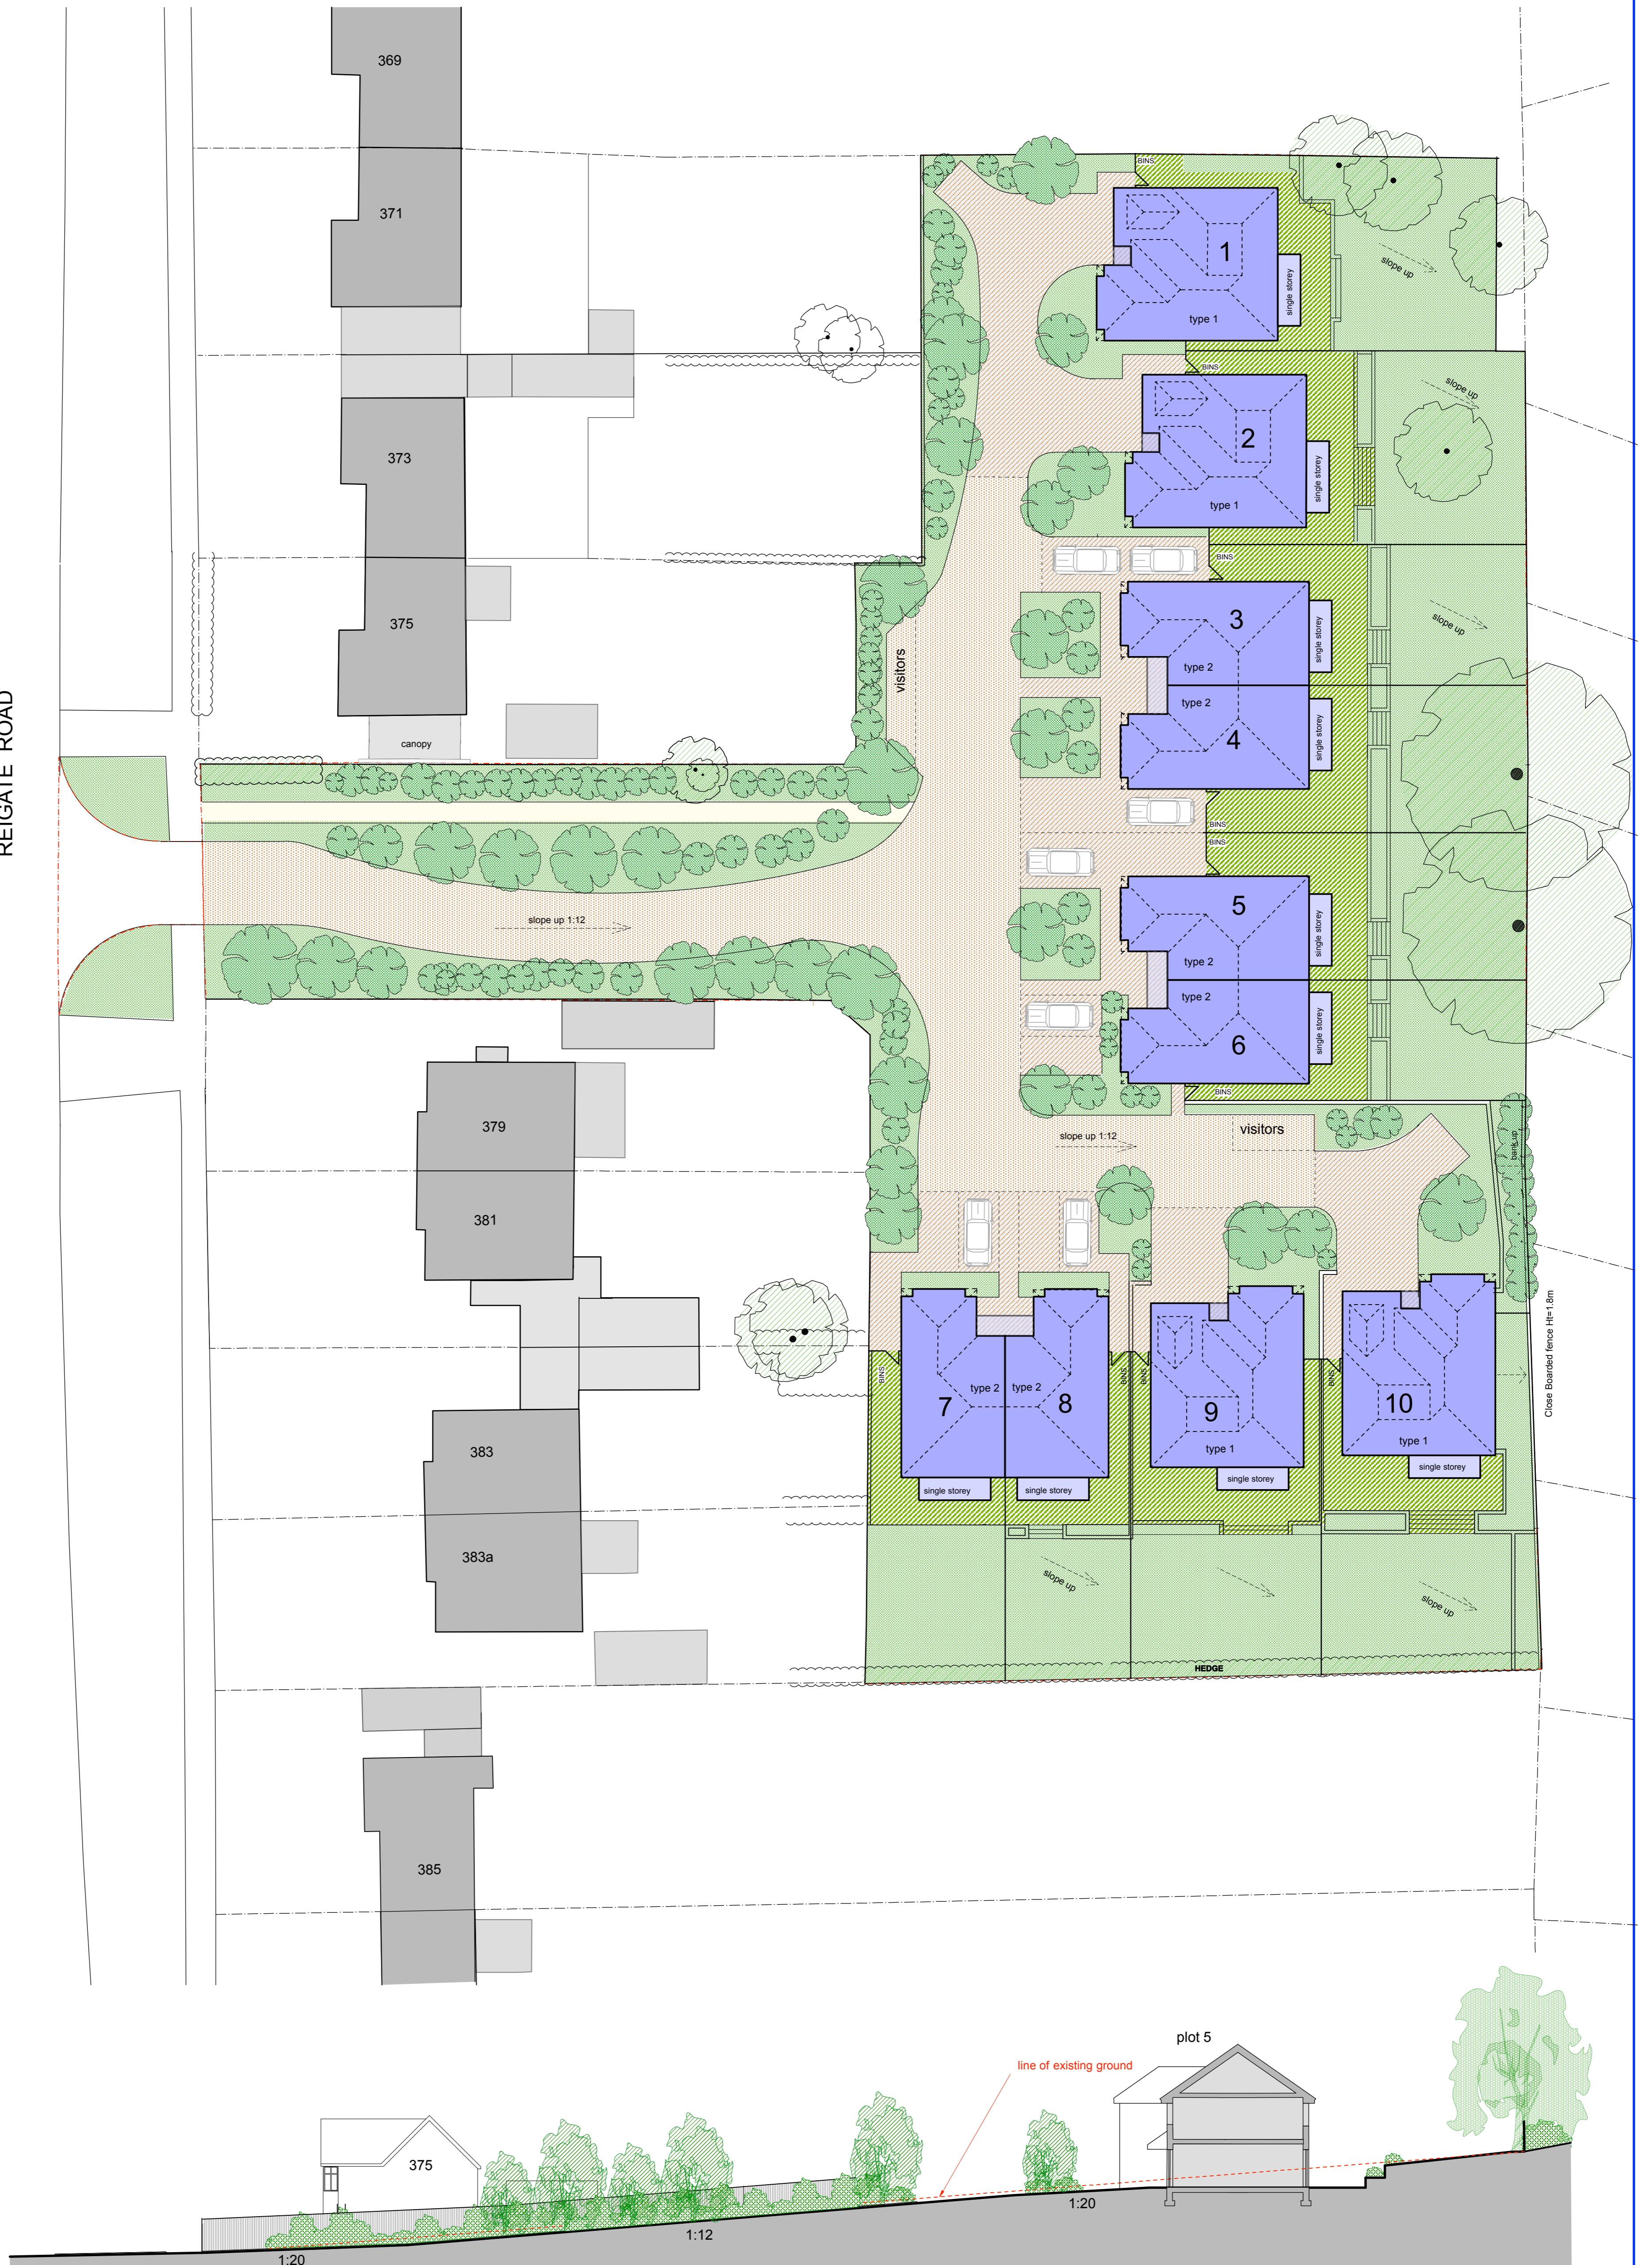 369
371
373
375
canopy
REIGATE ROAD
BINS
1
type 1
single storey
slope up
BINS
2
type 1
single storey
slope up
BINS
3
type 2
single storey
slope up
visitors
type 2
4
single storey
BINS
BINS
5
type 2
single storey
slope up 1:12
type 2
6
single storey
BINS
379
381
383
383a
385
slope up 1:12
visitors
bank up
Close Boarded fence Ht=1.8m
BINS
7
type 2
single storey
type 2
8
single storey
BINS
BINS
9
type 1
single storey
BINS
10
type 1
single storey
slope up
slope up
HEDGE
plot 5
line of existing ground
375
1:20
1:12
1:20